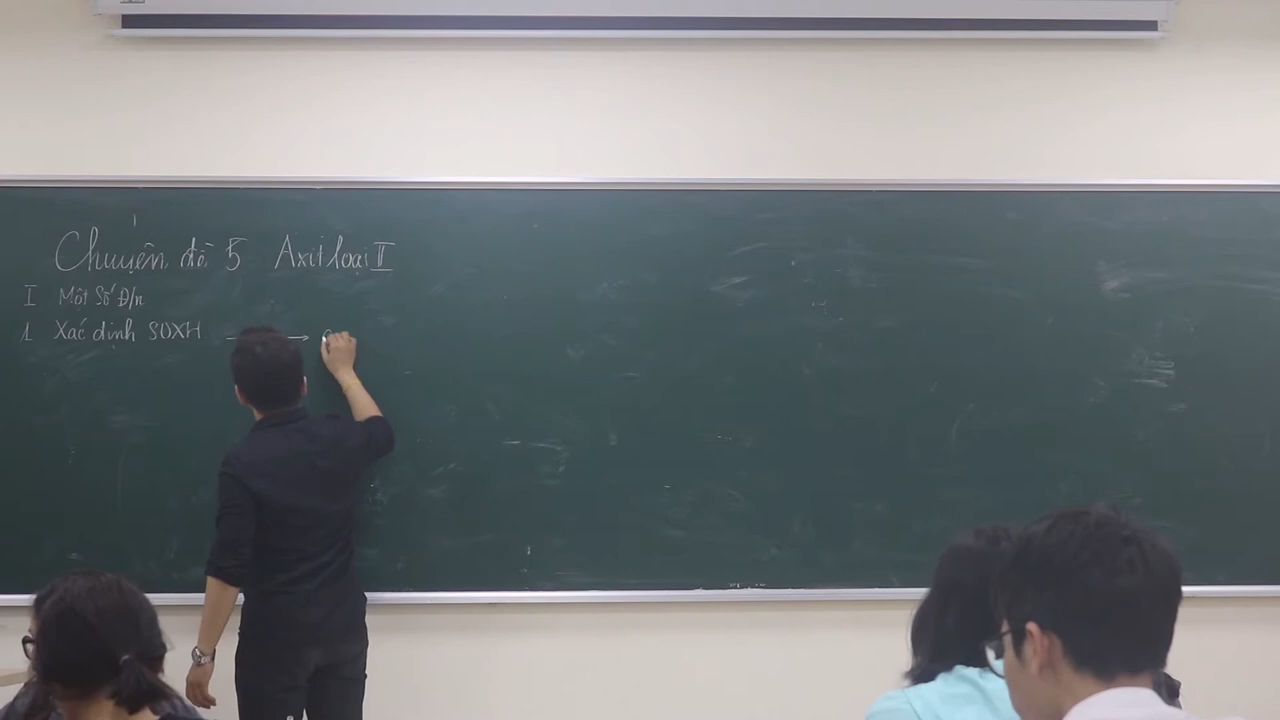 Chuyên đề 5 Axit loại II
I Một Số Đ/n
1 Xác định SOXH →